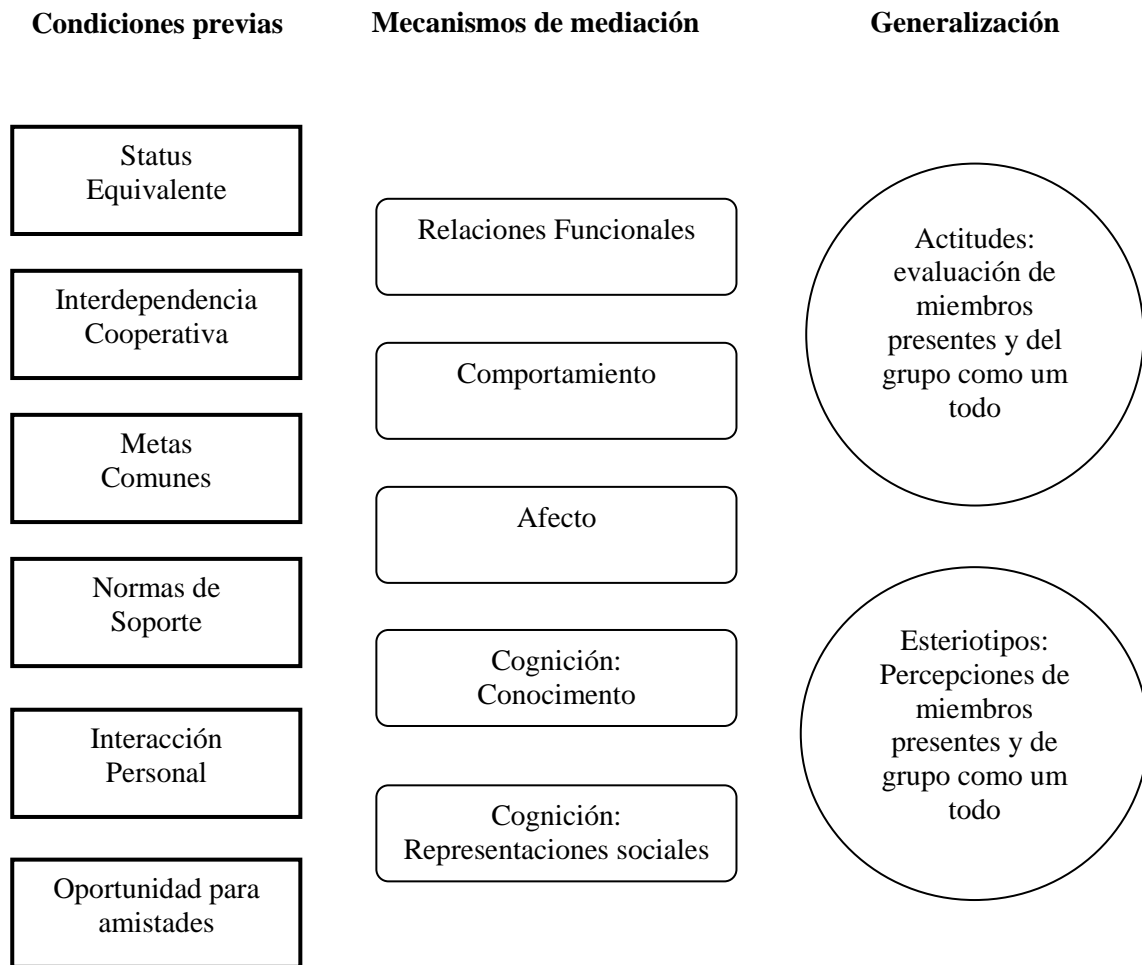 Condiciones previas
Mecanismos de mediación
Generalización
Status
Equivalente
Interdependencia
Cooperativa
Metas
Comunes
Normas de
Soporte
Interacción
Personal
Oportunidad para
amistades
Relaciones Funcionales
Comportamiento
Afecto
Cognición:
Conocimento
Cognición:
Representaciones sociales
Actitudes:
evaluación de
miembros
presentes y del
grupo como um
todo
Esteriotipos:
Percepciones de
miembros
presentes y de
grupo como um
todo